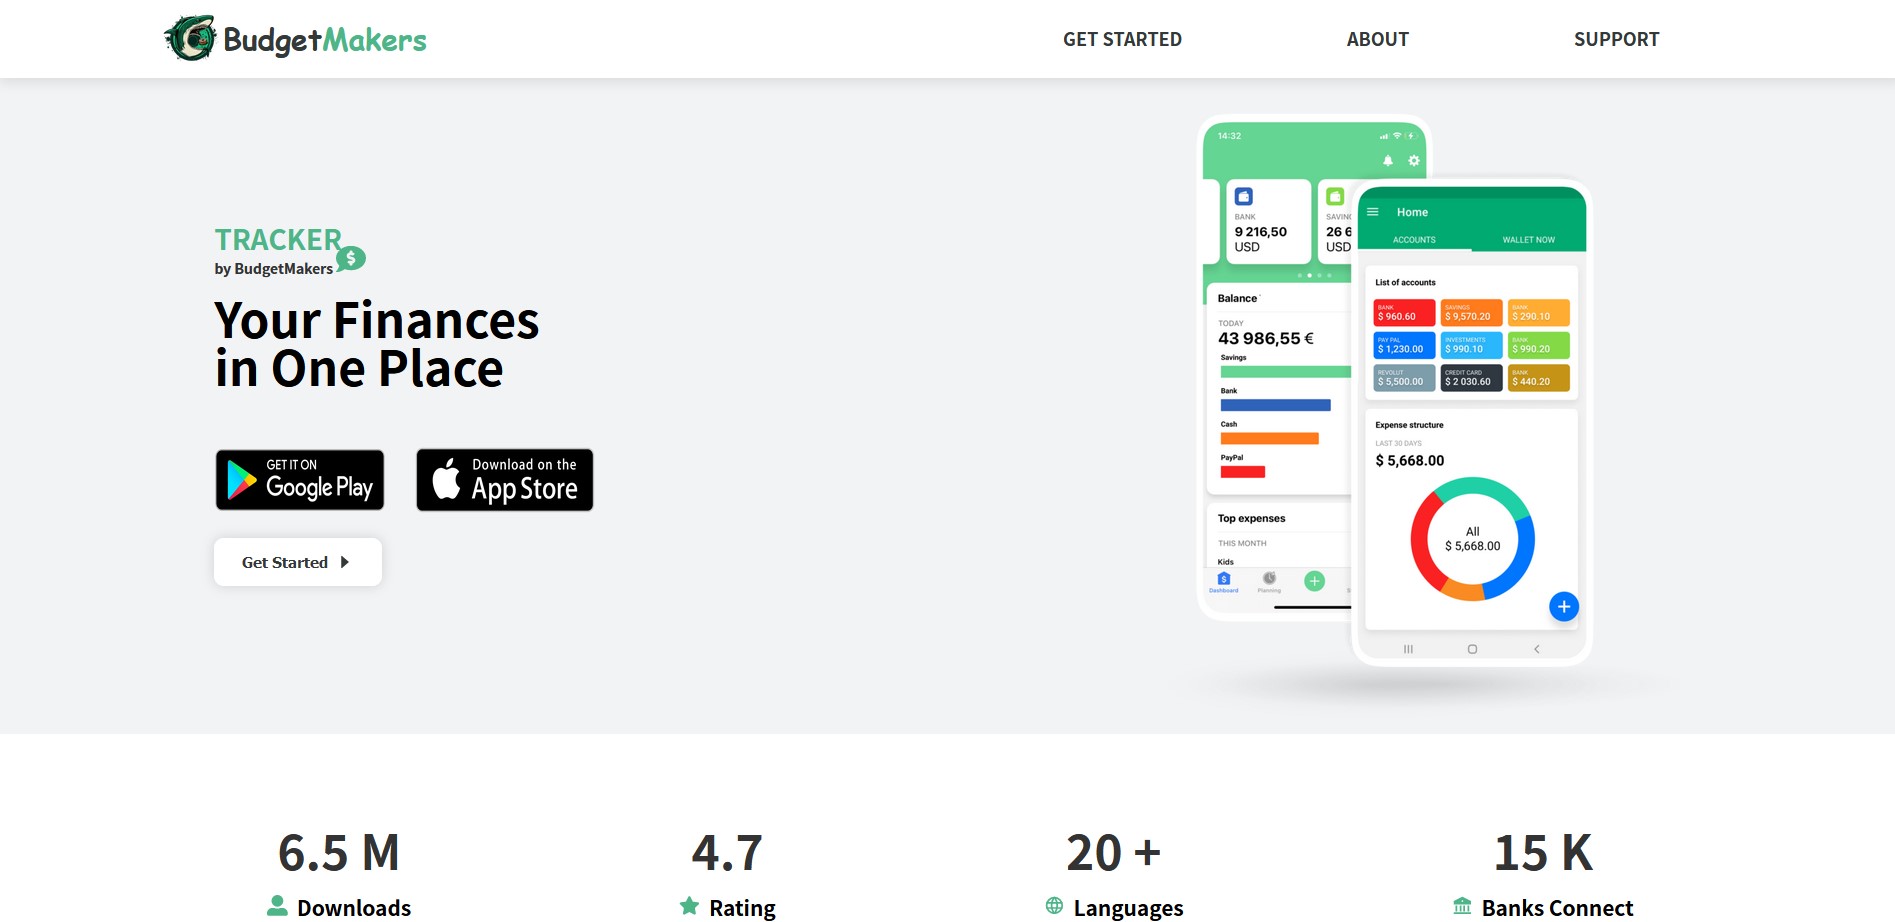 BudgetMakers
GET STARTED
ABOUT
SUPPORT
TRACKER
by BudgetMakers
$
Your Finances
in One Place
GET IT ON
Google Play
Download on the
App Store
Get Started
14:32
BANK
9 216,50
USD
SAVING
26 6
USD
Balance
TODAY
43 986,55 €
Savings
Bank
Cash
PayPal
Top expenses
THIS MONTH
Kids
Dashboard
Planning
Home
ACCOUNTS
WALLET NOW
List of accounts
BANK
$ 960.60
SAVINGS
$ 9,570.20
BANK
$ 290.10
PAY PAL
$ 1,230.00
INVESTMENTS
$ 990.10
BANK
$ 990.20
REVOLUT
$ 5,500.00
CREDIT CARD
$ 2 030.60
BANK
$ 440.20
Expense structure
LAST 30 DAYS
$ 5,668.00
All
$ 5,668.00
6.5 M
Downloads
4.7
Rating
20 +
Languages
15 K
Banks Connect